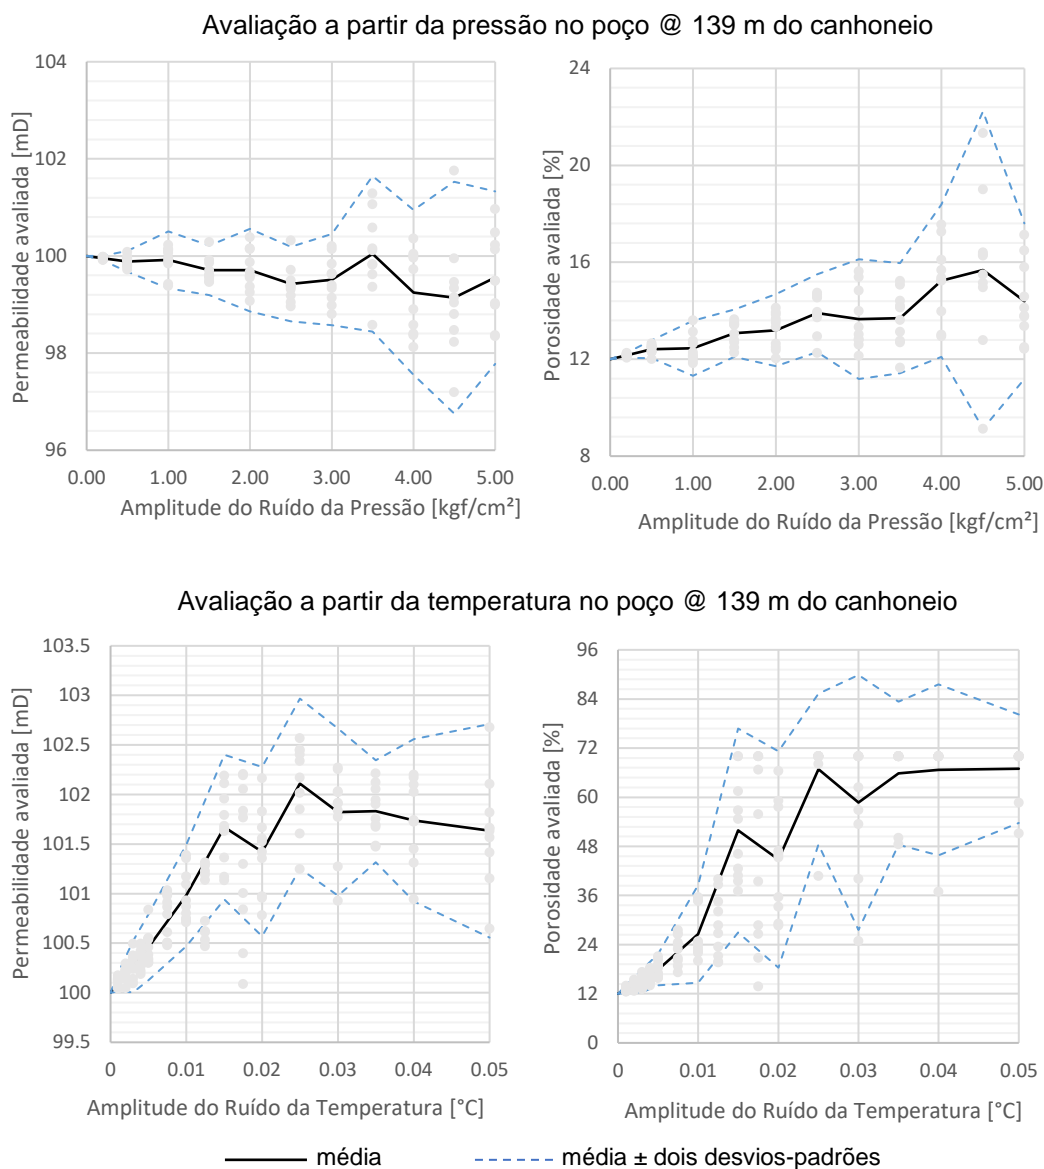 Avaliação a partir da pressão no poço @ 139 m do canhoneio
104
102
100
98
96
Permeabilidade avaliada [mD]
0.00 1.00 2.00 3.00 4.00 5.00
Amplitude do Ruído da Pressão [kgf/cm²]
24
20
16
12
8
Porosidade avaliada [%]
0.00 1.00 2.00 3.00 4.00 5.00
Amplitude do Ruído da Pressão [kgf/cm²]
Avaliação a partir da temperatura no poço @ 139 m do canhoneio
103.5
103
102.5
102
101.5
101
100.5
100
99.5
Permeabilidade avaliada [mD]
0 0.01 0.02 0.03 0.04 0.05
Amplitude do Ruído da Temperatura [°C]
96
84
72
60
48
36
24
12
0
Porosidade avaliada [%]
0 0.01 0.02 0.03 0.04 0.05
Amplitude do Ruído da Temperatura [°C]
média média ± dois desvios-padrões